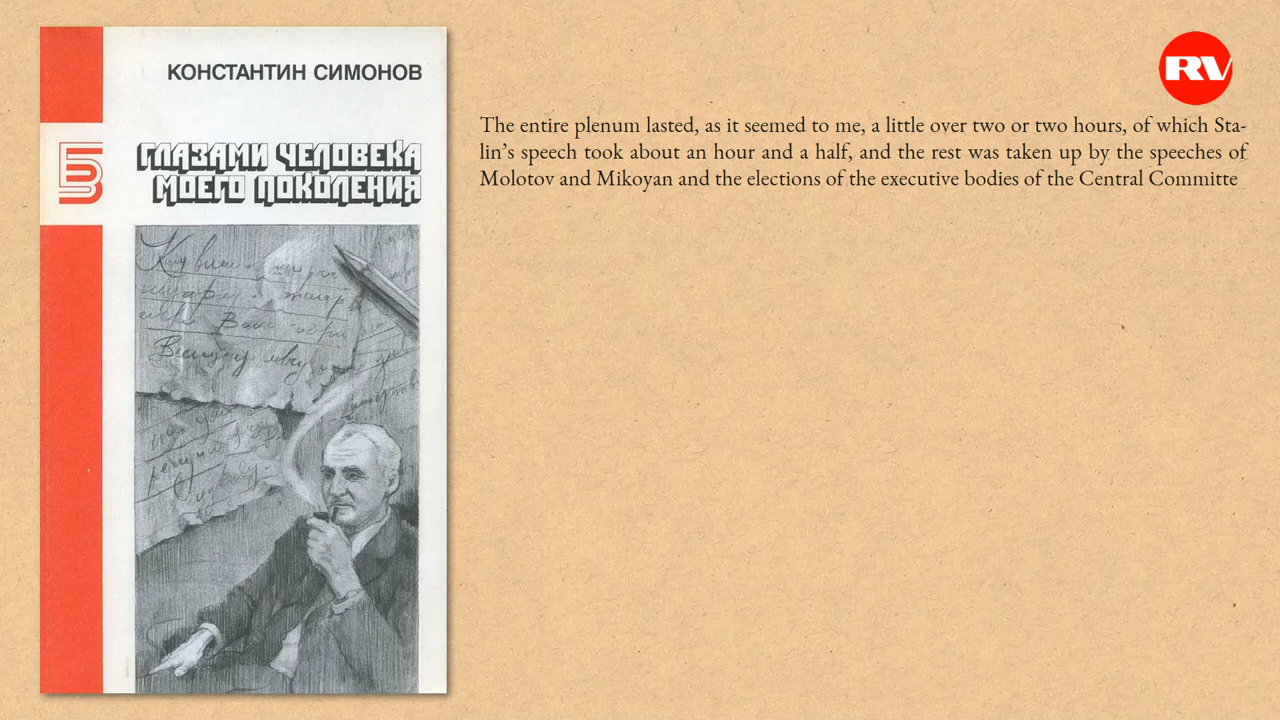 КОНСТАНТИН СИМОНОВ
ГЛАЗАМИ ЧЕЛОВЕКА
МОЕГО ПОКОЛЕНИЯ
RV
The entire plenum lasted, as it seemed to me, a little over two or two hours, of which Sta-
lin’s speech took about an hour and a half, and the rest was taken up by the speeches of
Molotov and Mikoyan and the elections of the executive bodies of the Central Committe